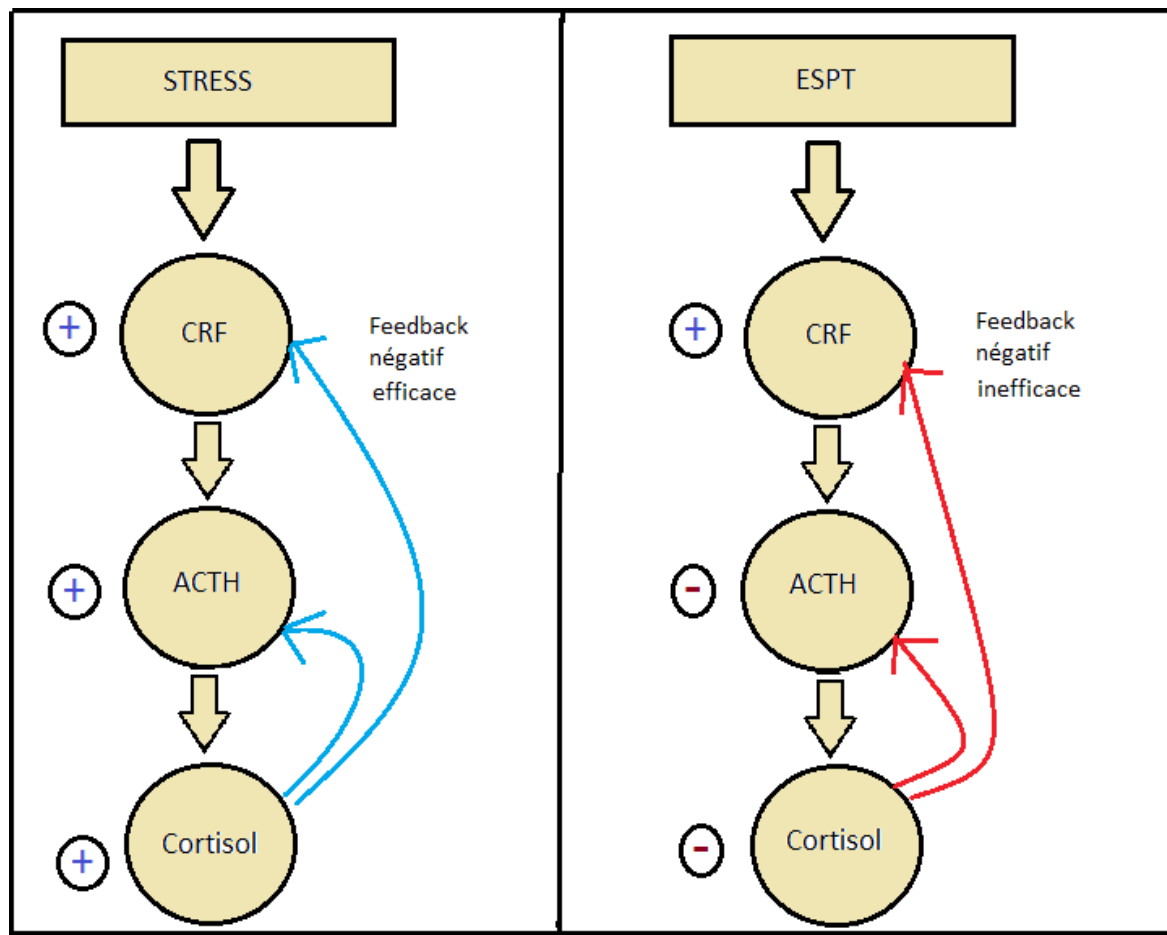 STRESS
+
CRF
Feedback
négatif
efficace
+
ACTH
+
Cortisol
ESPT
+
CRF
Feedback
négatif
inefficace
-
ACTH
-
Cortisol